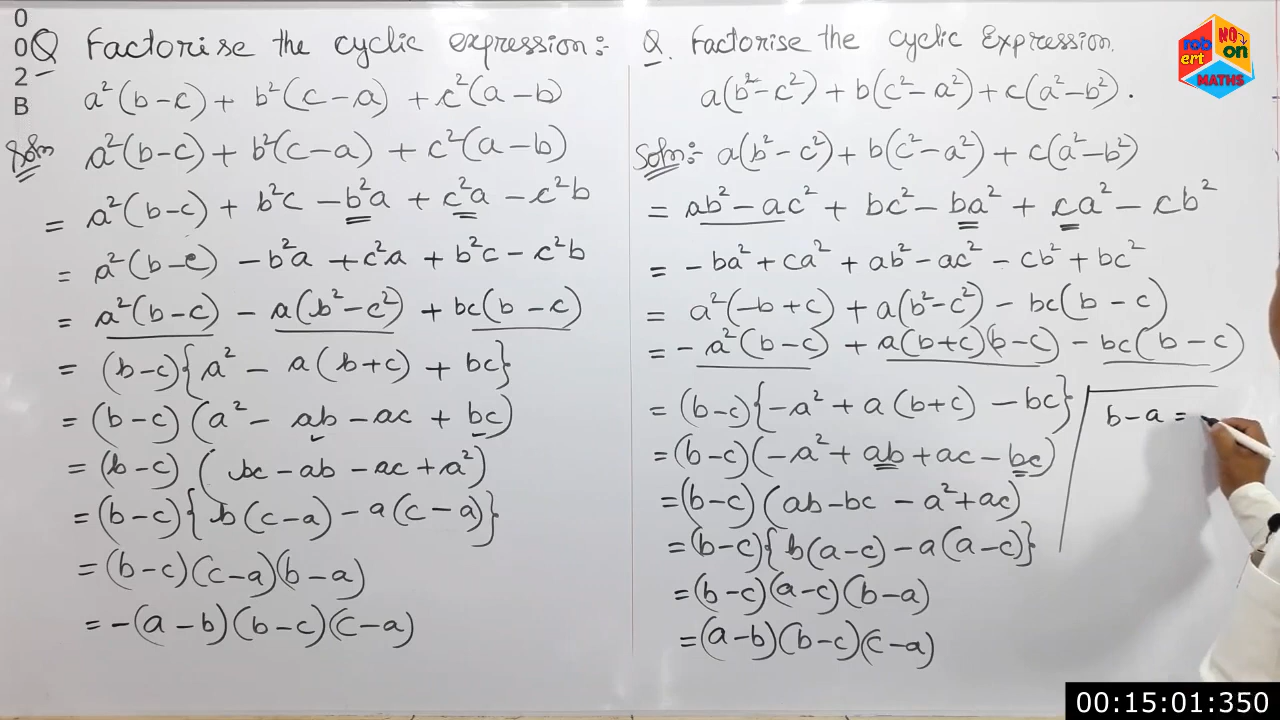 0
0
2
B
Q Factorise the cyclic expression:-
a²(b-c) + b²(c-a) + c²(a-b)
Soln a²(b-c) + b²(c-a) + c²(a-b)
= a²(b-c) + b²c - b²a + c²a - c²b
= a²(b-c) - b²a + c²a + b²c - c²b
= a²(b-c) - a(b²-c²) + bc(b-c)
= (b-c){a² - a(b+c) + bc}
= (b-c)(a² - ab - ac + bc)
= (b-c)(bc - ab - ac + a²)
= (b-c){b(c-a) - a(c-a)}
= (b-c)(c-a)(b-a)
= -(a-b)(b-c)(c-a)
Q. Factorise the cyclic Expression.
a(b²-c²) + b(c²-a²) + c(a²-b²).
Soln:- a(b²-c²) + b(c²-a²) + c(a²-b²)
= ab² - ac² + bc² - ba² + ca² - cb²
= -ba² + ca² + ab² - ac² - cb² + bc²
= a²(-b+c) + a(b²-c²) - bc(b-c)
= -a²(b-c) + a(b+c)(b-c) - bc(b-c)
= (b-c){-a² + a(b+c) - bc}
= (b-c)(-a² + ab + ac - bc)
= (b-c)(ab - bc - a² + ac)
= (b-c){b(a-c) - a(a-c)}
= (b-c)(a-c)(b-a)
= (a-b)(b-c)(c-a)
b-a =
rob
ert
NO
on
MATHS
00:15:01:350